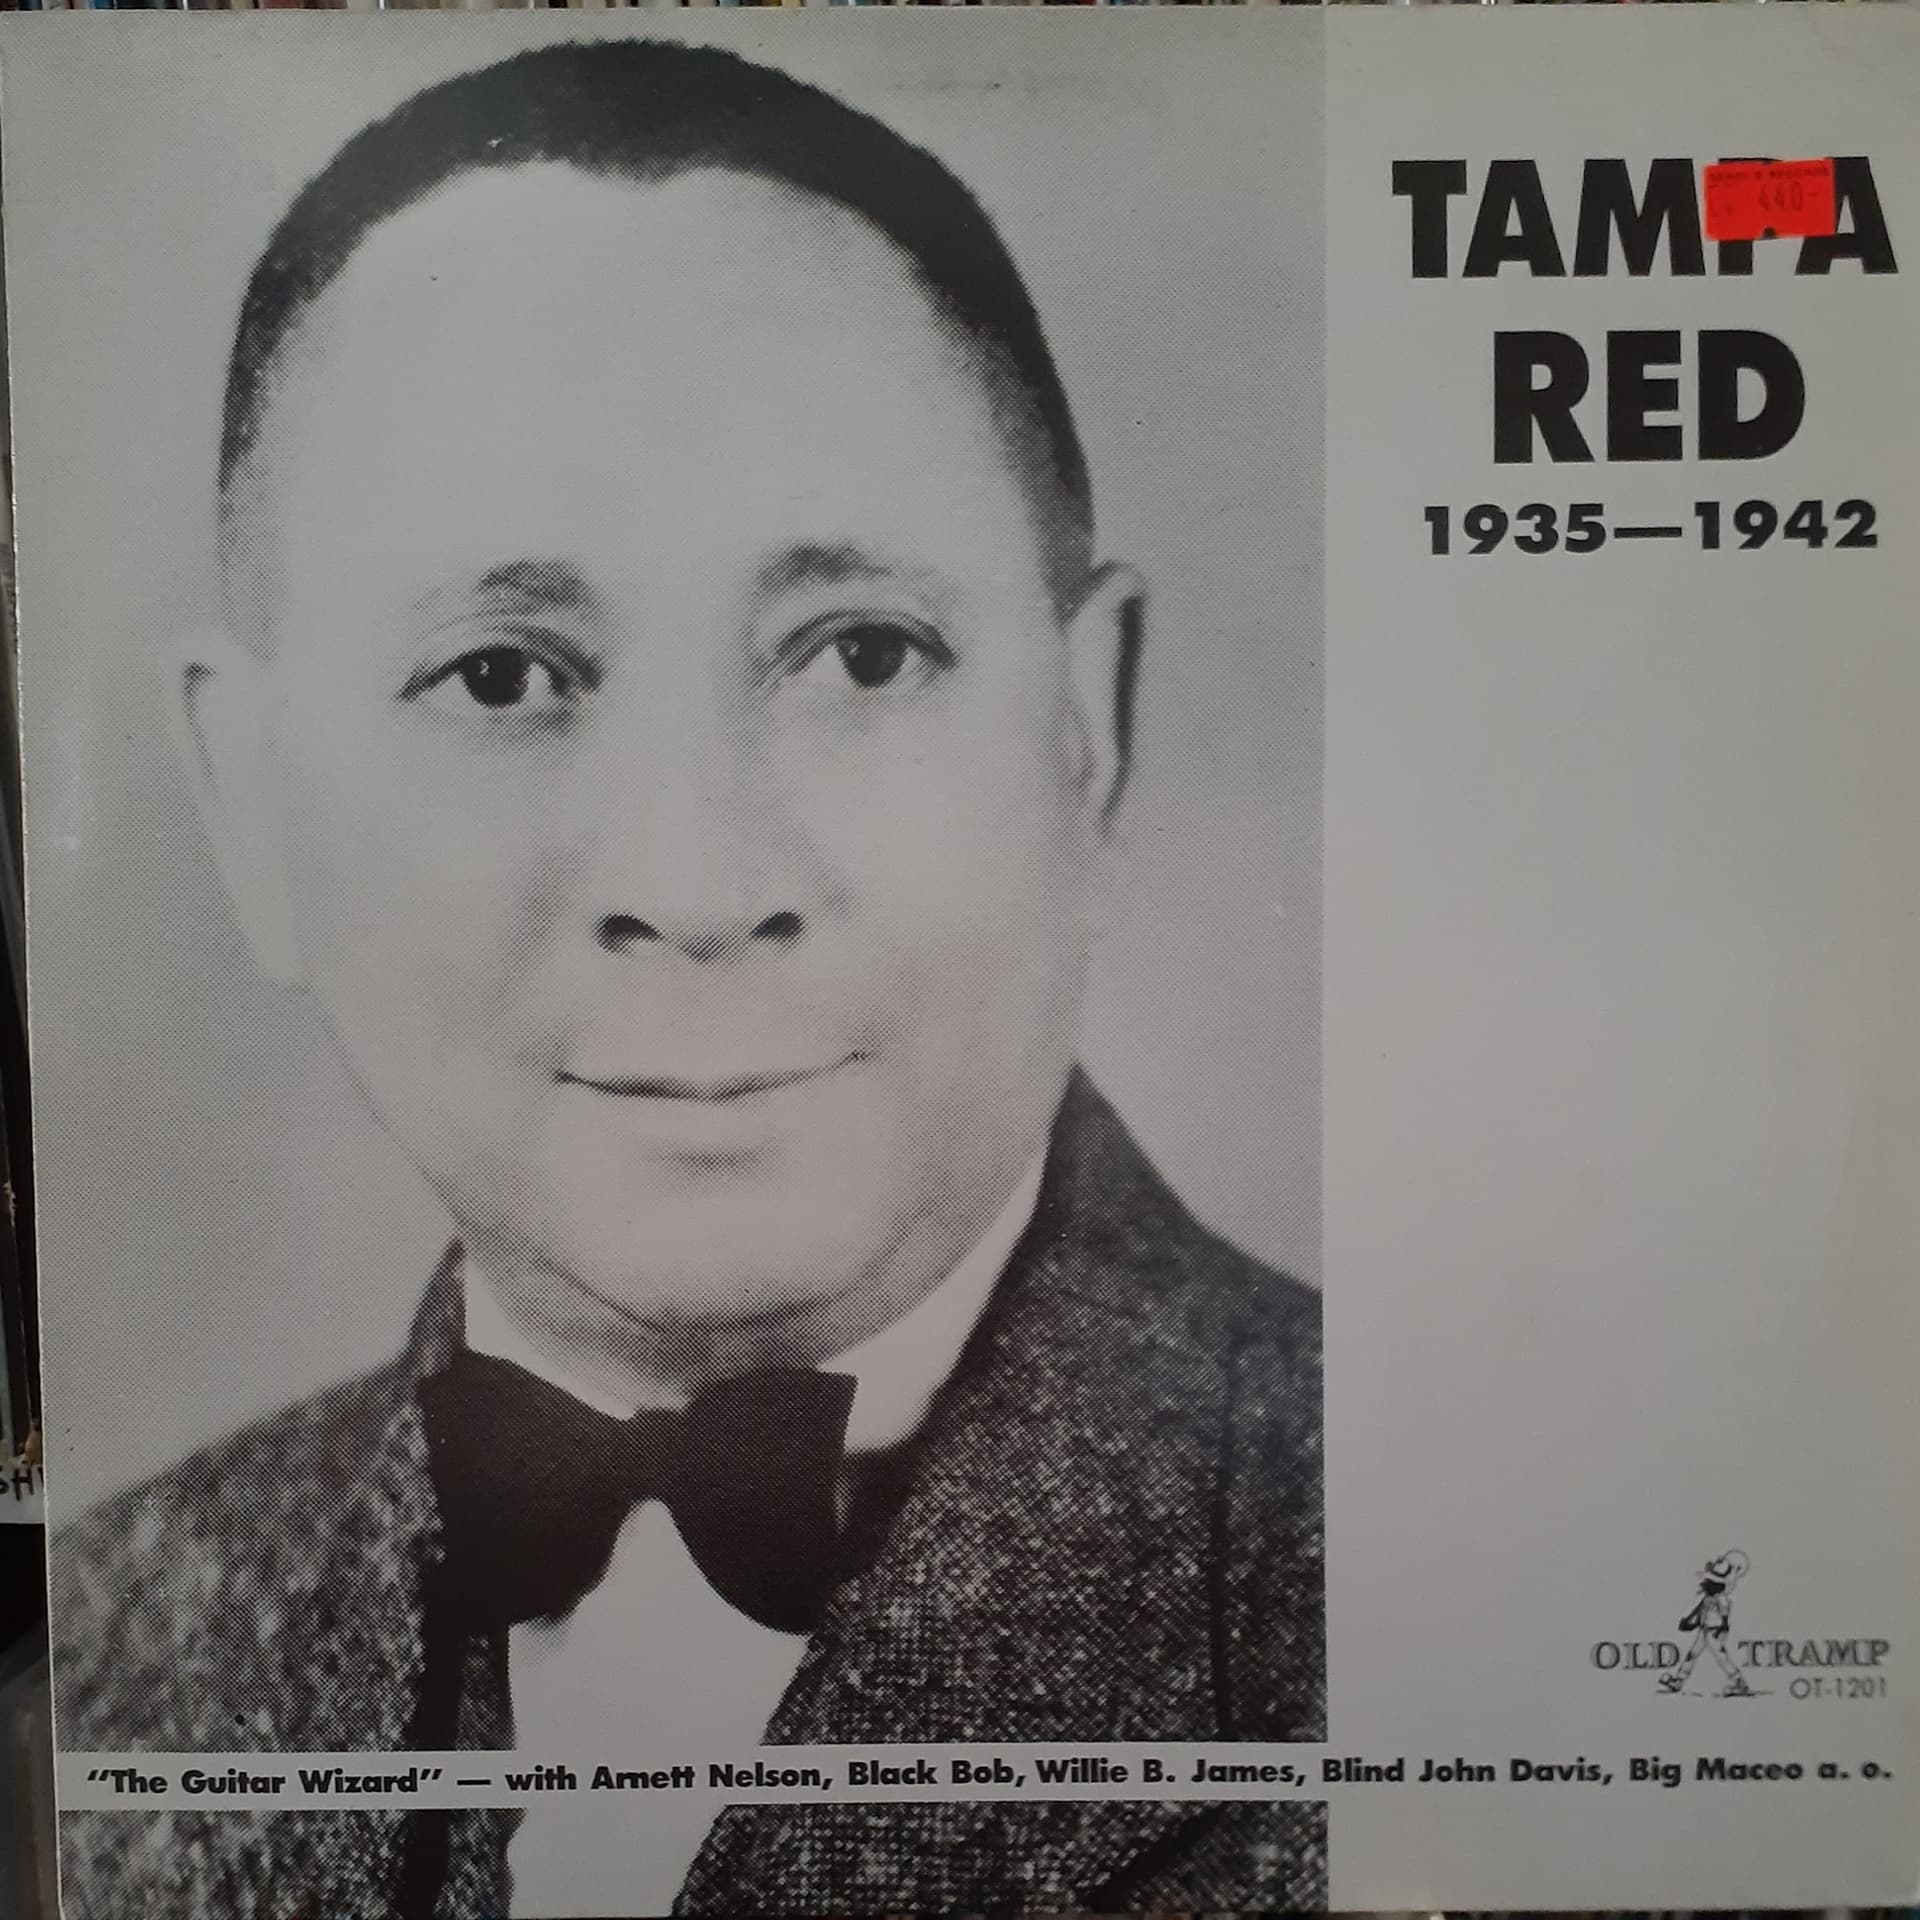 TAMPA
440-
RED
1935—1942
OLD TRAMP
OT-1201
"The Guitar Wizard" — with Arnett Nelson, Black Bob, Willie B. James, Blind John Davis, Big Maceo a. o.